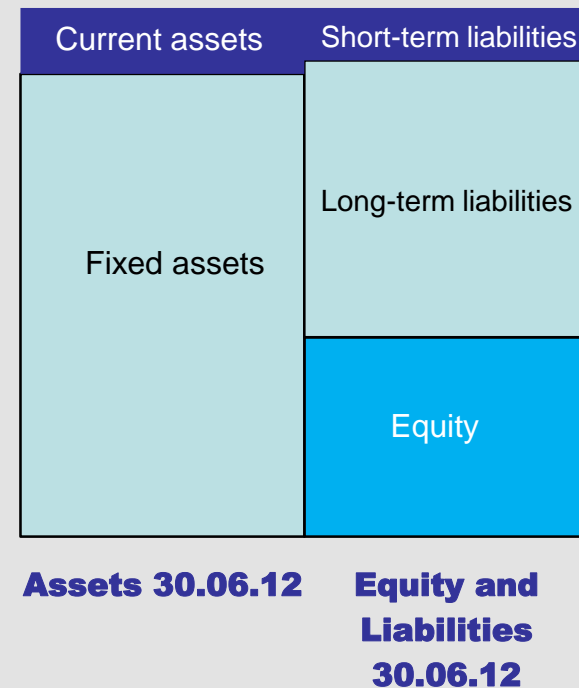 Current assets
Short-term liabilities
Long-term liabilities
Fixed assets
Equity
Assets 30.06.12
Equity and
Liabilities
30.06.12